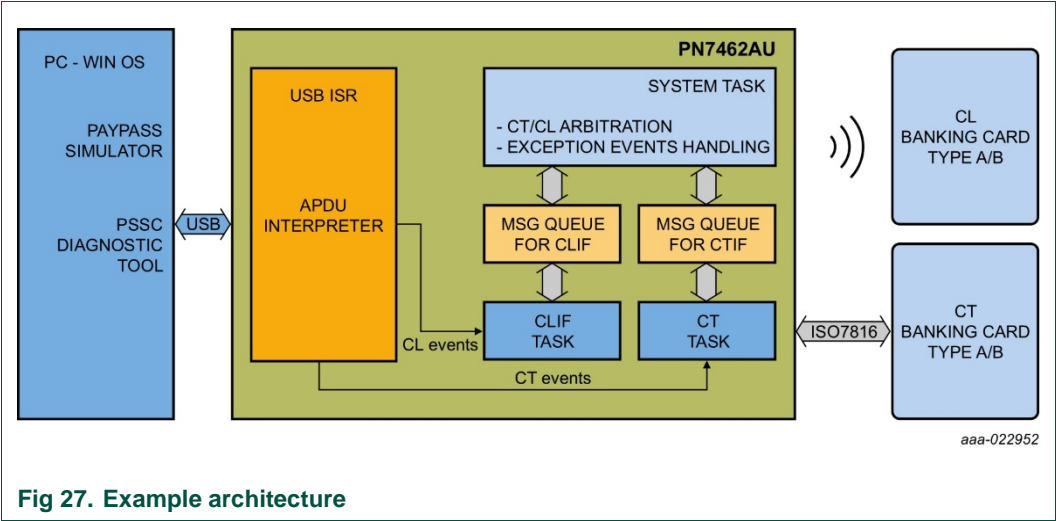 PC - WIN OS
PAYPASS
SIMULATOR
PSSC
DIAGNOSTIC
TOOL
USB
PN7462AU
USB ISR
APDU
INTERPRETER
SYSTEM TASK
- CT/CL ARBITRATION
- EXCEPTION EVENTS HANDLING
MSG QUEUE
FOR CLIF
MSG QUEUE
FOR CTIF
CLIF
TASK
CT
TASK
CL events
CT events
CL
BANKING CARD
TYPE A/B
ISO7816
CT
BANKING CARD
TYPE A/B
aaa-022952
Fig 27. Example architecture